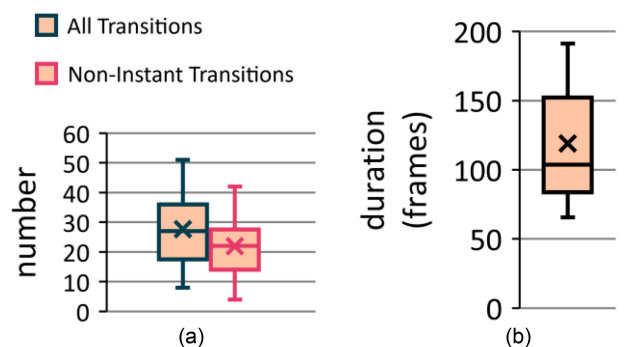 All Transitions
Non-Instant Transitions
number
60
50
40
30
20
10
0
(a)
duration
(frames)
200
150
100
50
0
(b)